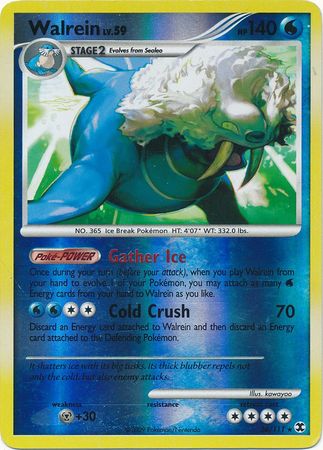 Walrein LV.59 HP 140
STAGE 2 Evolves from Sealeo
NO. 365 Ice Break Pokémon HT: 4'07" WT: 332.0 lbs.
Poké-POWER Gather Ice
Once during your turn (before your attack), when you play Walrein
from your hand to evolve 1 of your Pokémon, you may attach as many
Energy cards from your hand to Walrein as you like.
Cold Crush 70
Discard an Energy card attached to Walrein and then discard an Energy
card attached to the Defending Pokémon.
It shatters ice with its big tusks. Its thick blubber repels not
only the cold, but also enemy attacks.
Illus. kawayoo
weakness resistance retreat cost
+30
©2009 Pokémon/Nintendo
/111